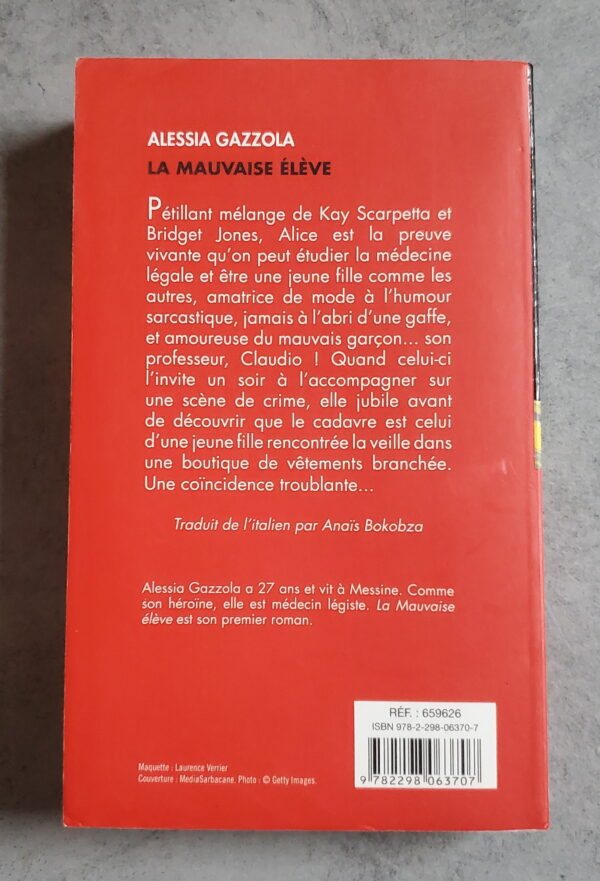 ALESSIA GAZZOLA
LA MAUVAISE ÉLÈVE
Pétillant mélange de Kay Scarpetta et
Bridget Jones, Alice est la preuve
vivante qu'on peut étudier la médecine
légale et être une jeune fille comme les
autres, amatrice de mode à l'humour
sarcastique, jamais à l'abri d'une gaffe,
et amoureuse du mauvais garçon... son
professeur, Claudio ! Quand celui-ci
l'invite un soir à l'accompagner sur
une scène de crime, elle jubile avant
de découvrir que le cadavre est celui
d'une jeune fille rencontrée la veille dans
une boutique de vêtements branchée.
Une coïncidence troublante...
Traduit de l'italien par Anaïs Bokobza
Alessia Gazzola a 27 ans et vit à Messine. Comme
son héroïne, elle est médecin légiste. La Mauvaise
élève est son premier roman.
RÉF. : 659626
ISBN 978-2-298-06370-7
9 782298 063707
Maquette : Laurence Verrier
Couverture : MediaSarbacane. Photo : © Getty Images.